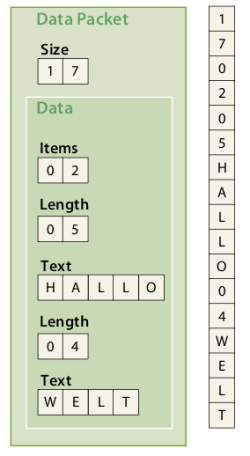 Data Packet
Size
1 7
Data
Items
0 2
Length
0 5
Text
H A L L O
Length
0 4
Text
W E L T
1
7
0
2
0
5
H
A
L
L
O
0
4
W
E
L
T